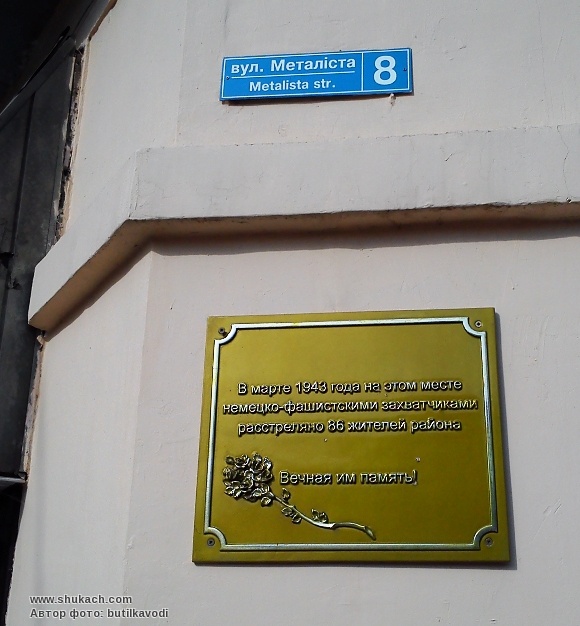 вул. Металіста
Metalista str.
8
В марте 1943 года на этом месте
немецко-фашистскими захватчиками
расстреляно 86 жителей района
Вечная им память!
www.shukach.com
Автор фото: butilkavodi